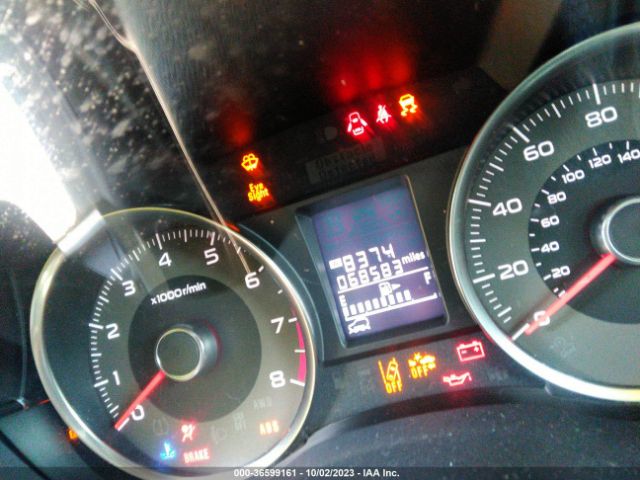 Eye
Sight
8374
068583 miles
E F
x1000r/min
0 1 2 3 4 5 6 7 8
0 20 40 60 80
20 40 60 80 100 120 140
OFF OFF
AWD
BRAKE ABS
000-36599161 - 10/02/2023 - IAA Inc.